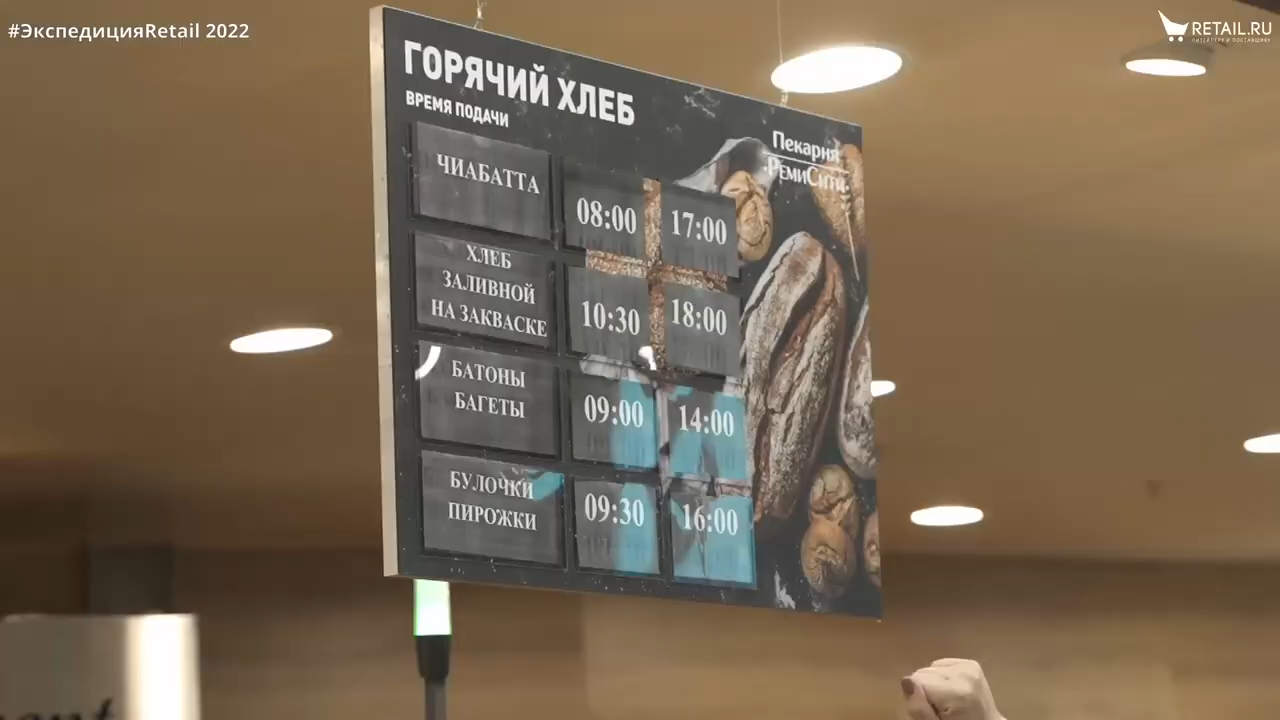 #ЭкспедицияRetail 2022
RETAIL.RU
ГОРЯЧИЙ ХЛЕБ
ВРЕМЯ ПОДАЧИ
Пекарня
РемиСити
ЧИАБАТТА
08:00 17:00
ХЛЕБ
ЗАЛИВНОЙ
НА ЗАКВАСКЕ
10:30 18:00
БАТОНЫ
БАГЕТЫ
09:00 14:00
БУЛОЧКИ
ПИРОЖКИ
09:30 16:00